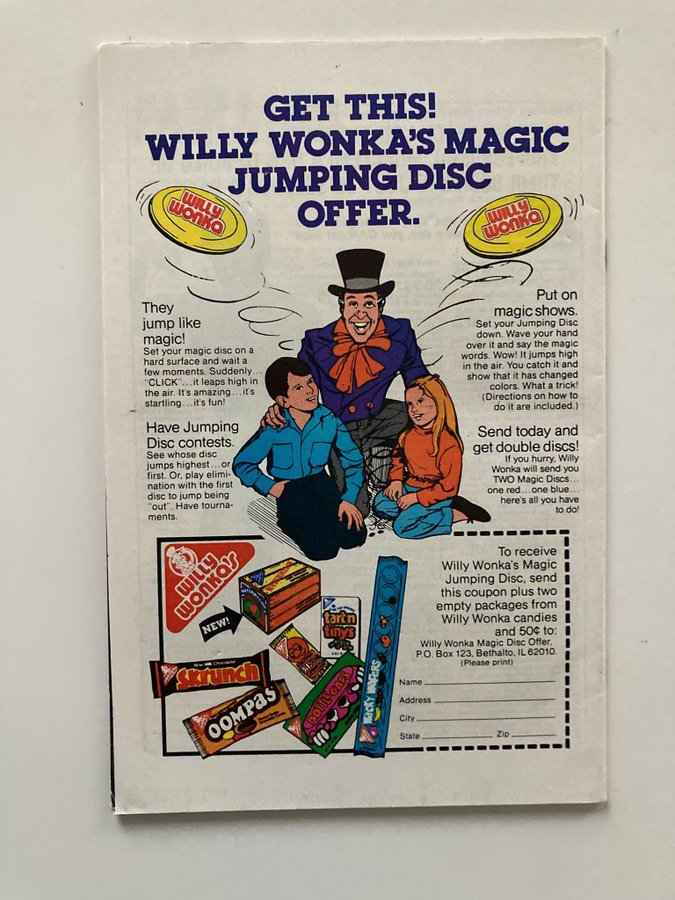 GET THIS!
WILLY WONKA'S MAGIC
JUMPING DISC
OFFER.
WILLY
WONKA
WILLY
WONKA
They
jump like
magic!
Set your magic disc on a
hard surface and wait a
few moments. Suddenly...
"CLICK"...it leaps high in
the air. It's amazing...it's
startling...it's fun!
Have Jumping
Disc contests.
See whose disc
jumps highest...or
first. Or, play elimi-
nation with the first
disc to jump being
"out". Have tourna-
ments.
Put on
magic shows.
Set your Jumping Disc
down. Wave your hand
over it and say the magic
words. Wow! It jumps high
in the air. You catch it and
show that it has changed
colors. What a trick!
(Directions on how to
do it are included.)
Send today and
get double discs!
If you hurry, Willy
Wonka will send you
TWO Magic Discs...
one red...one blue...
here's all you have
to do!
WILLY
WONKA'S
NEW!
tart n
tinys
Skrunch
OOMPAS
BOTTLE CAPS
WACKY WAFERS
To receive
Willy Wonka's Magic
Jumping Disc, send
this coupon plus two
empty packages from
Willy Wonka candies
and 50¢ to:
Willy Wonka Magic Disc Offer,
P.O. Box 123, Bethalto, IL 62010.
(Please print)
Name
Address
City
State Zip